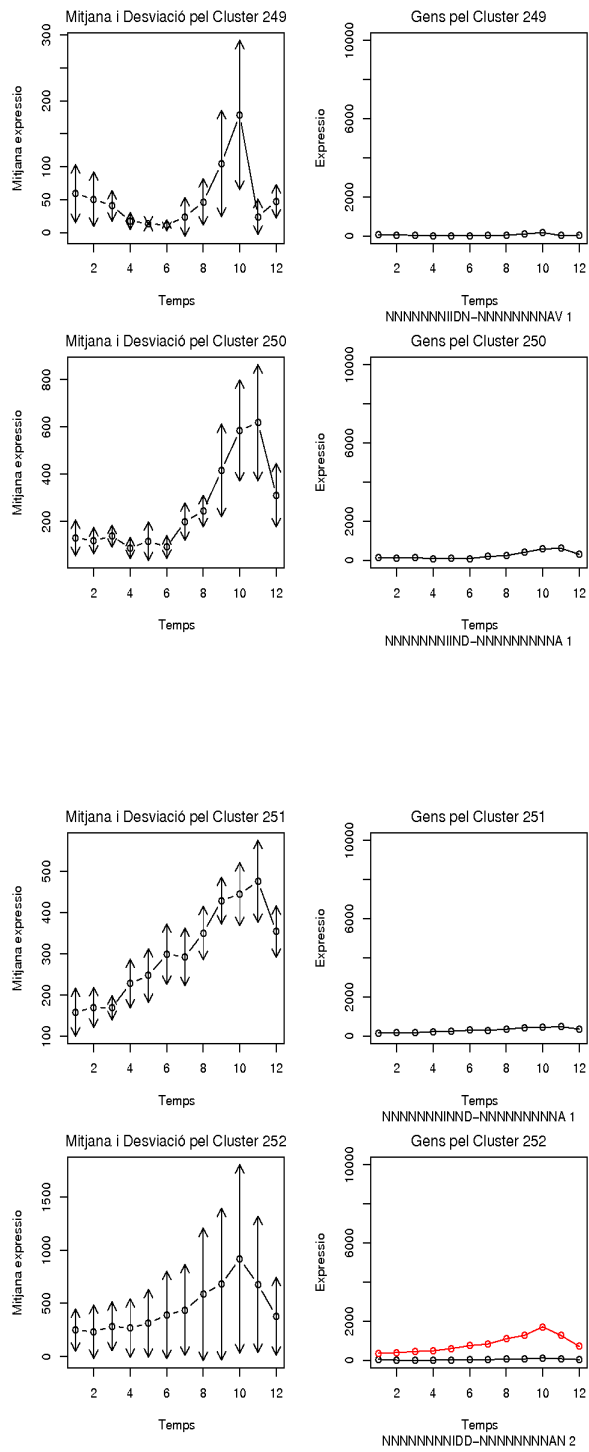 Mitjana i Desviació pel Cluster 249
Gens pel Cluster 249
Mitjana expressio
0
50
100
200
300
2 4 6 8 10 12
Temps
Expressio
0
2000
6000
10000
2 4 6 8 10 12
Temps
NNNNNNNIIDN-NNNNNNNNAV 1
Mitjana i Desviació pel Cluster 250
Gens pel Cluster 250
Mitjana expressio
200
400
600
800
2 4 6 8 10 12
Temps
Expressio
0
2000
6000
10000
2 4 6 8 10 12
Temps
NNNNNNNIIND-NNNNNNNNNA 1
Mitjana i Desviació pel Cluster 251
Gens pel Cluster 251
Mitjana expressio
100
200
300
400
500
2 4 6 8 10 12
Temps
Expressio
0
2000
6000
10000
2 4 6 8 10 12
Temps
NNNNNNNINND-NNNNNNNNNA 1
Mitjana i Desviació pel Cluster 252
Gens pel Cluster 252
Mitjana expressio
0
500
1000
1500
2 4 6 8 10 12
Temps
Expressio
0
2000
6000
10000
2 4 6 8 10 12
Temps
NNNNNNNNIDD-NNNNNNNNAN 2